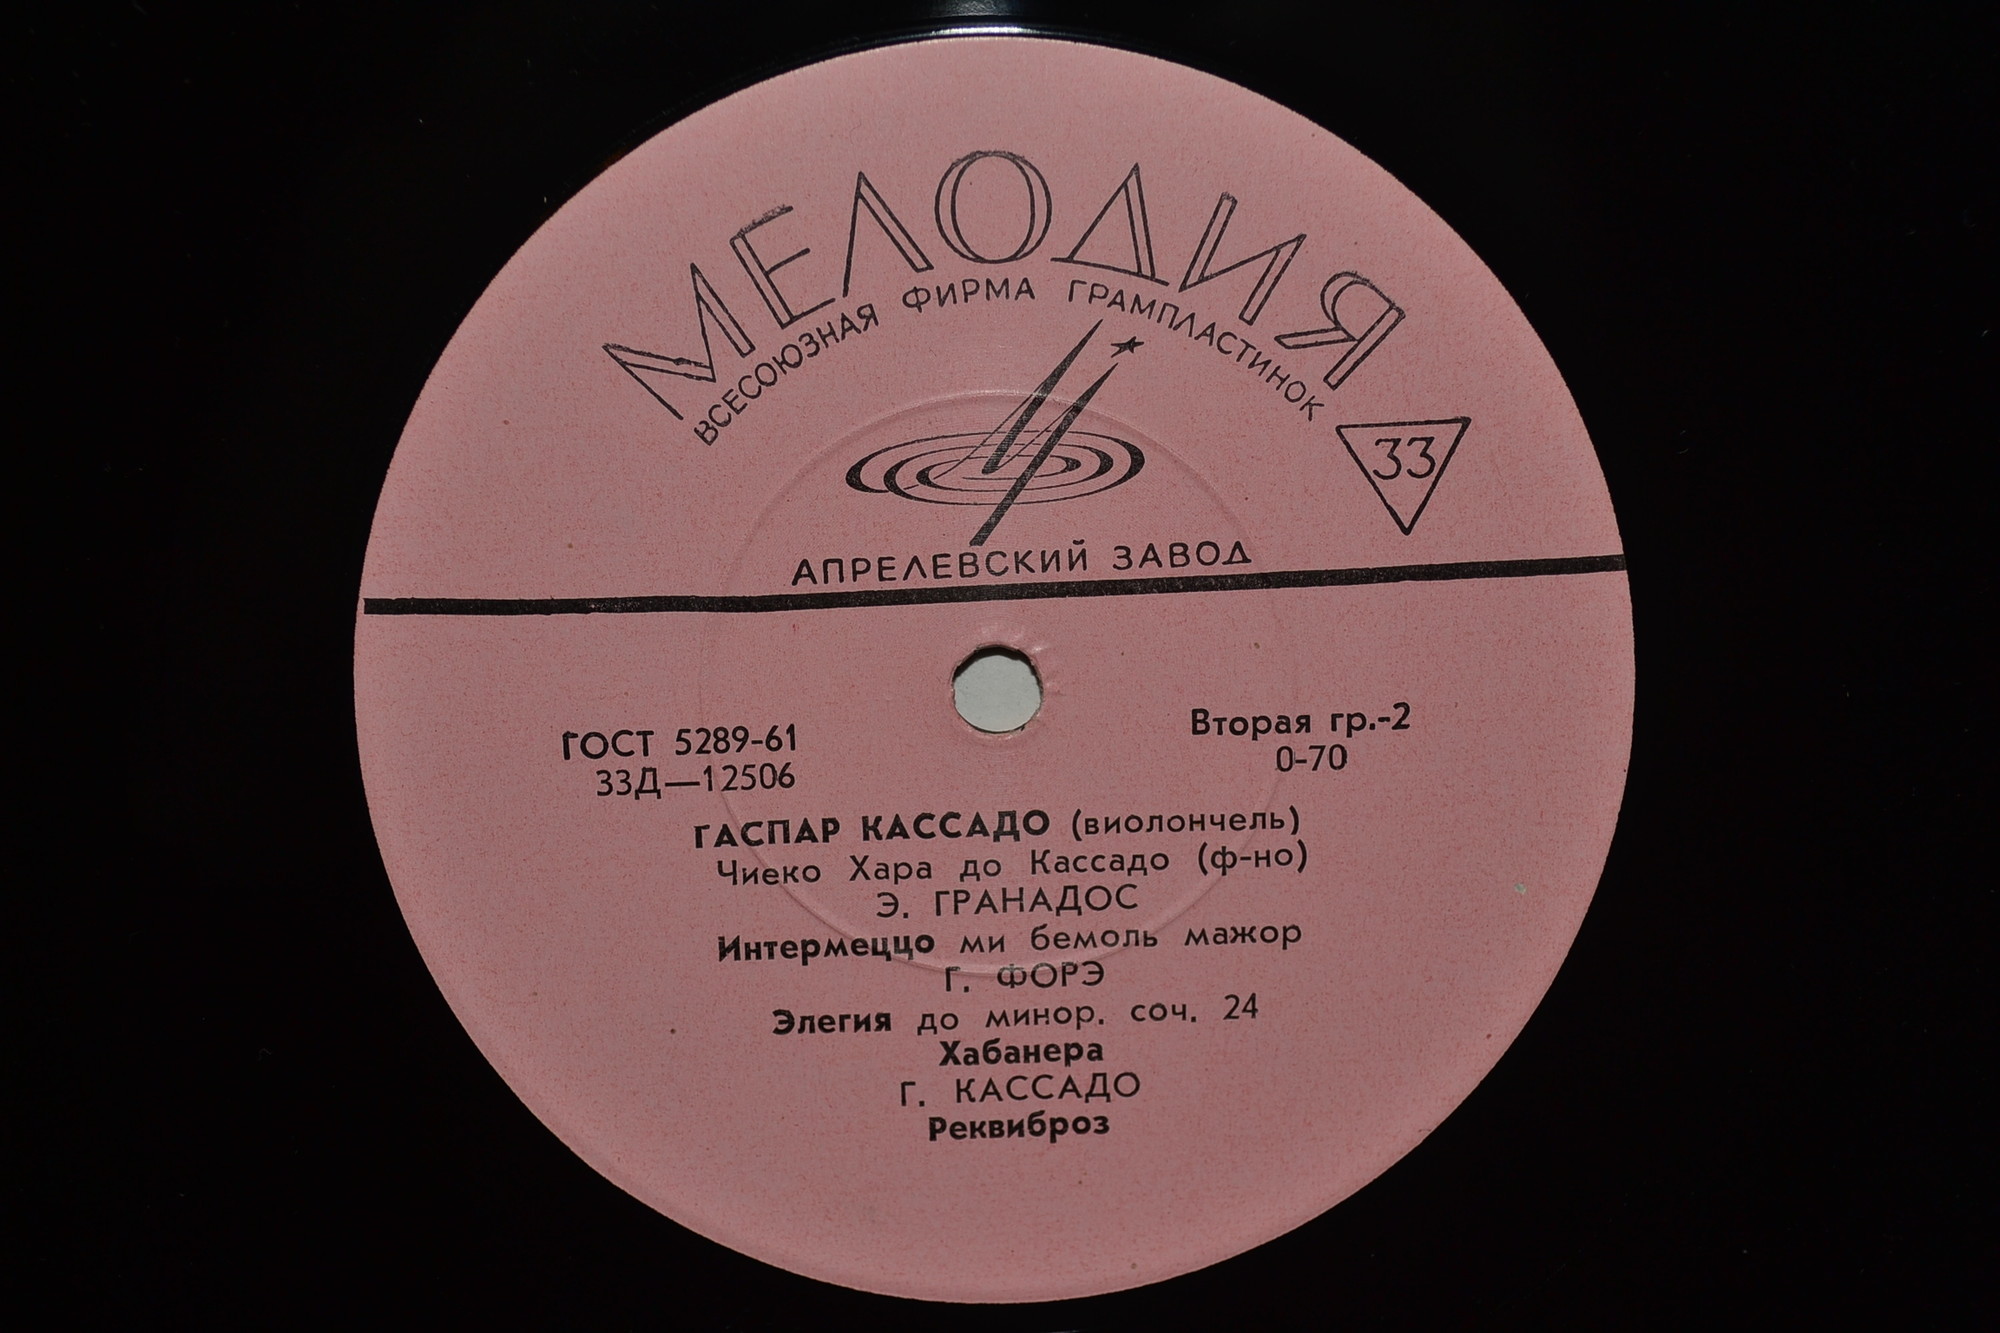 МЕЛОДИЯ
ВСЕСОЮЗНАЯ ФИРМА ГРАМПЛАСТИНОК
33
АПРЕЛЕВСКИЙ ЗАВОД
ГОСТ 5289-61
33Д—12506
Вторая гр.-2
0-70
ГАСПАР КАССАДО (виолончель)
Чиеко Хара до Кассадо (ф-но)
Э. ГРАНАДОС
Интермеццо ми бемоль мажор
Г. ФОРЭ
Элегия до минор. соч. 24
Хабанера
Г. КАССАДО
Реквиброз